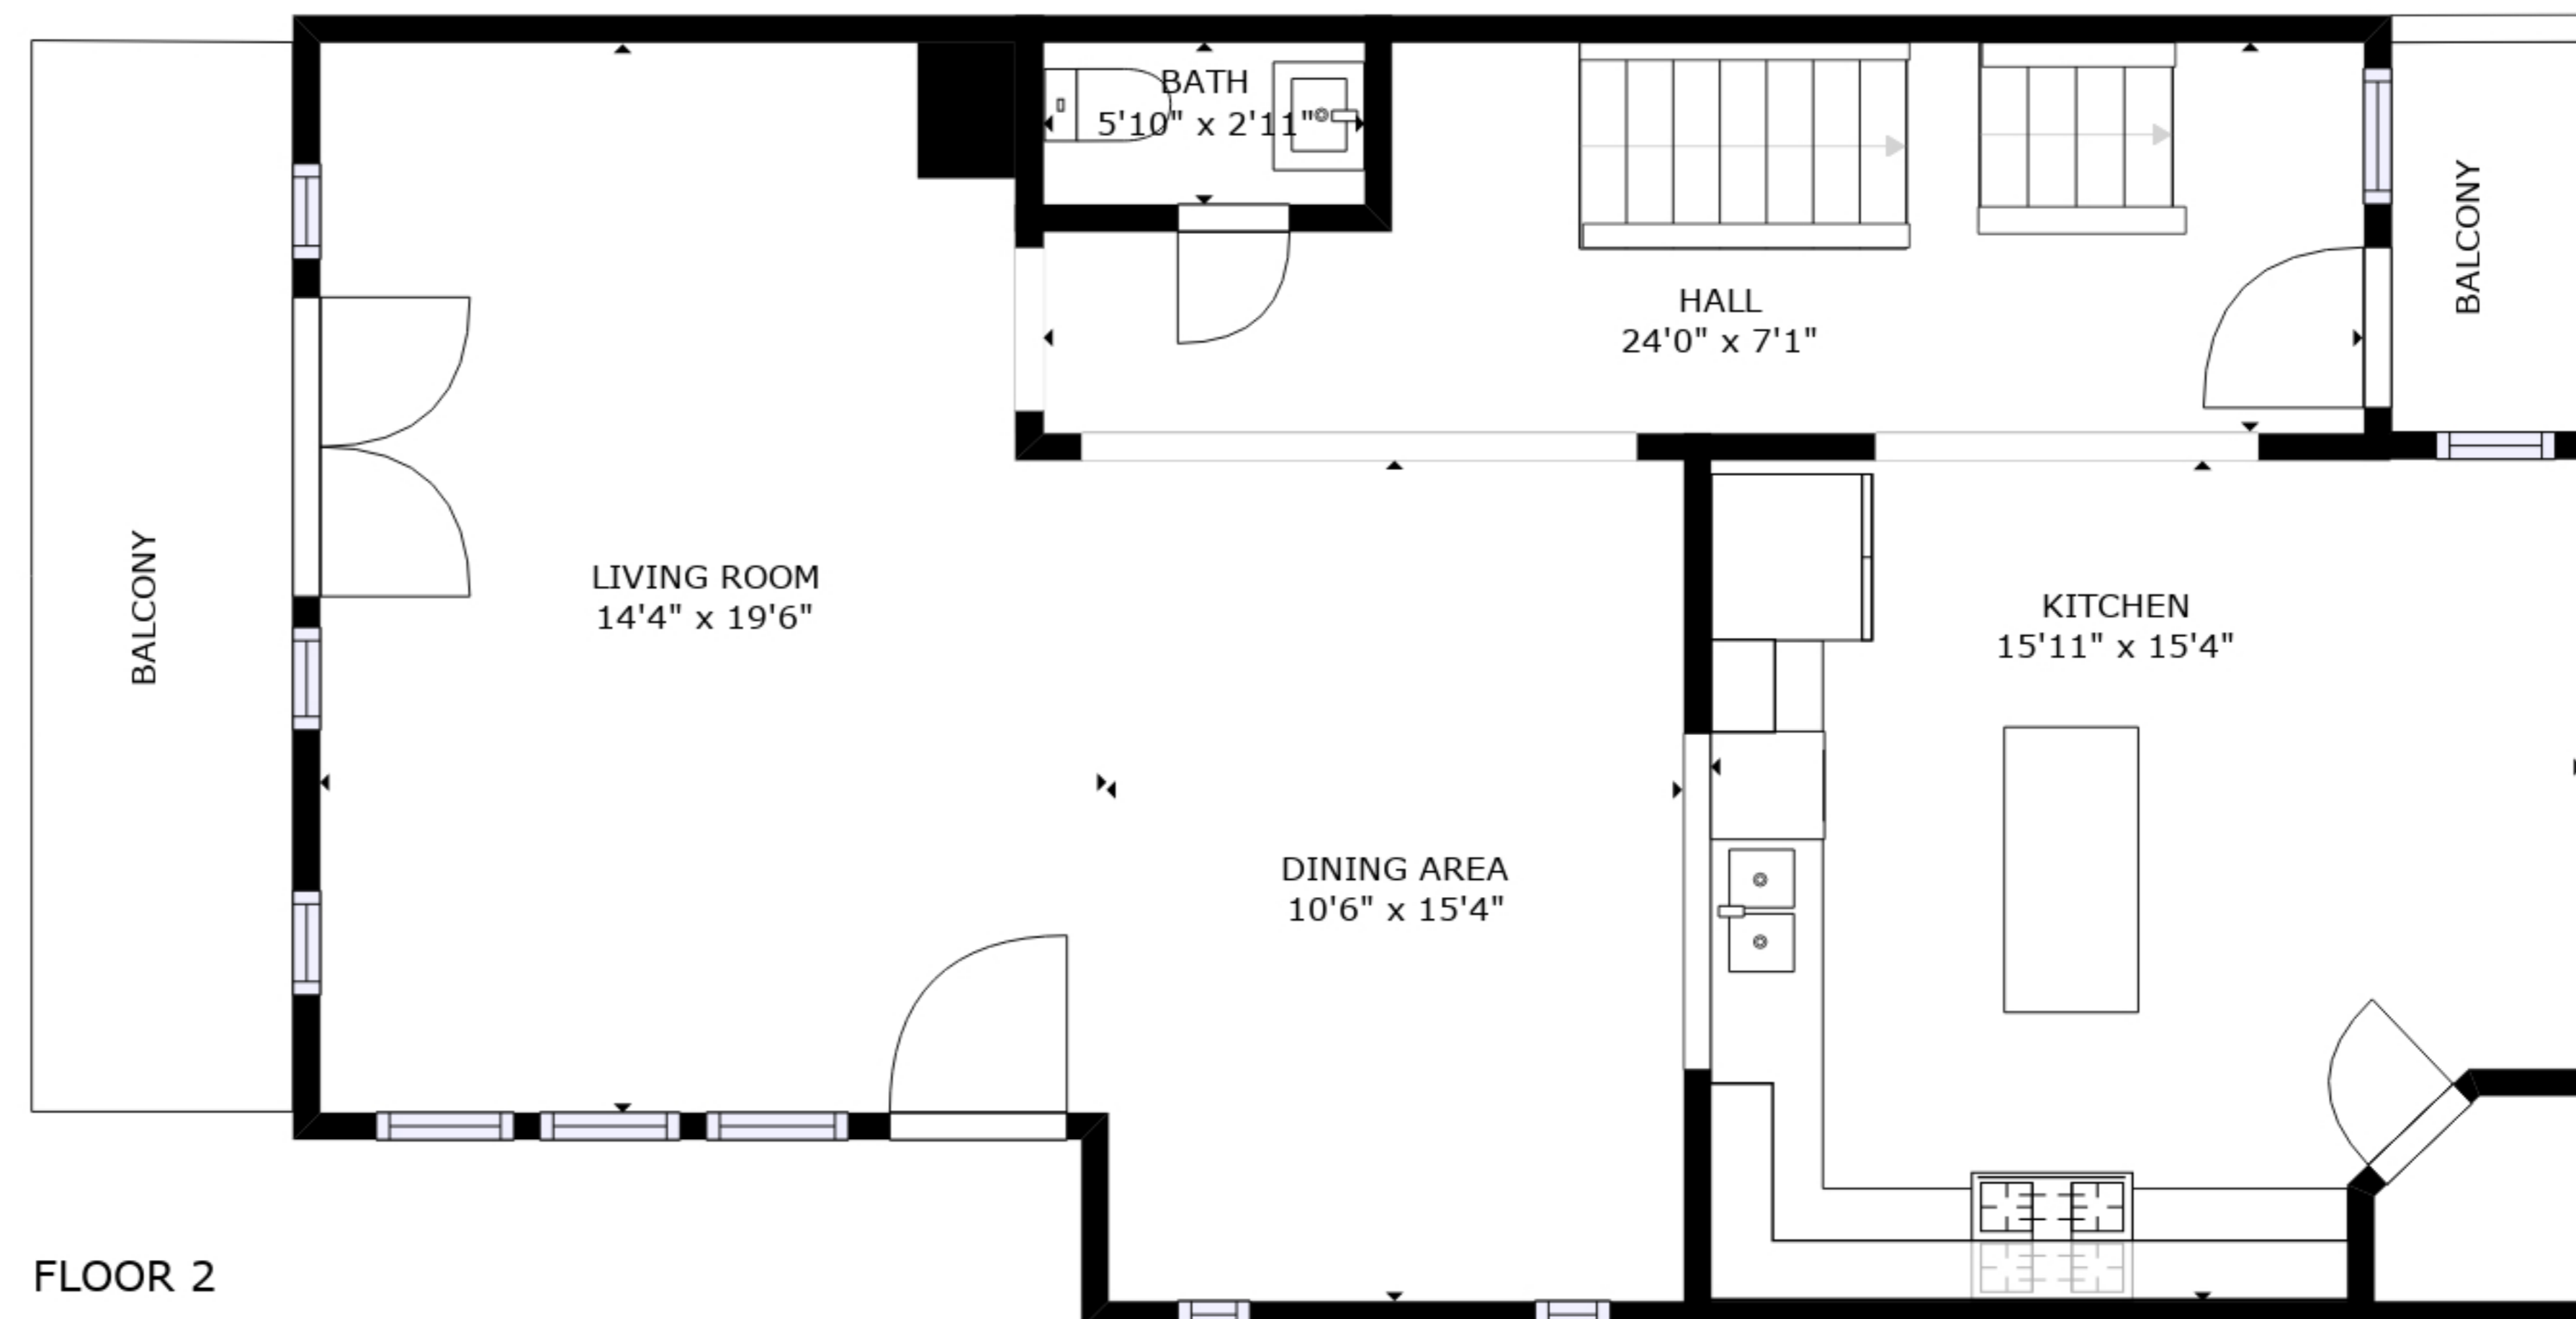 BATH
5'10" x 2'11"
BALCONY
HALL
24'0" x 7'1"
LIVING ROOM
14'4" x 19'6"
KITCHEN
15'11" x 15'4"
BALCONY
DINING AREA
10'6" x 15'4"
FLOOR 2